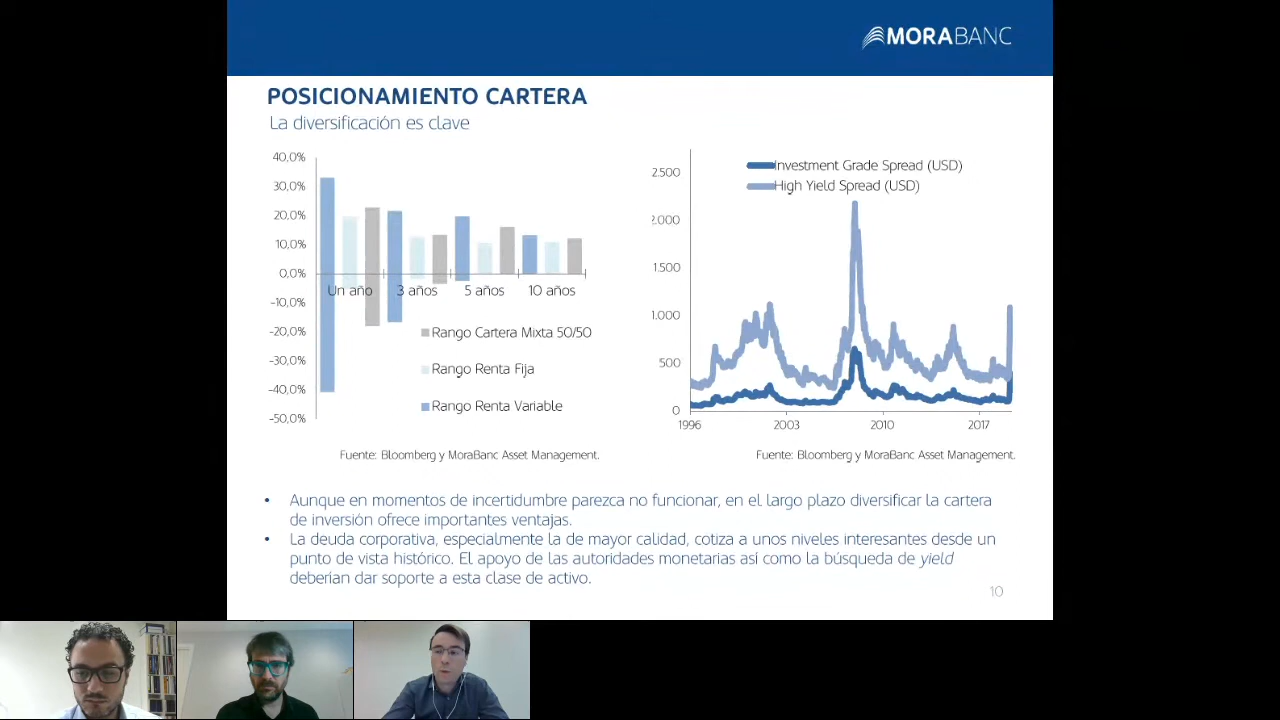 MORABANC
POSICIONAMIENTO CARTERA
La diversificación es clave
40,0%
30,0%
20,0%
10,0%
0,0%
-10,0%
-20,0%
-30,0%
-40,0%
-50,0%
Un año
3 años
5 años
10 años
Rango Cartera Mixta 50/50
Rango Renta Fija
Rango Renta Variable
Fuente: Bloomberg y MoraBanc Asset Management.
Investment Grade Spread (USD)
High Yield Spread (USD)
2.500
2.000
1.500
1.000
500
0
1996
2003
2010
2017
Fuente: Bloomberg y MoraBanc Asset Management.
• Aunque en momentos de incertidumbre parezca no funcionar, en el largo plazo diversificar la cartera
de inversión ofrece importantes ventajas.
• La deuda corporativa, especialmente la de mayor calidad, cotiza a unos niveles interesantes desde un
punto de vista histórico. El apoyo de las autoridades monetarias así como la búsqueda de yield
deberían dar soporte a esta clase de activo.
10